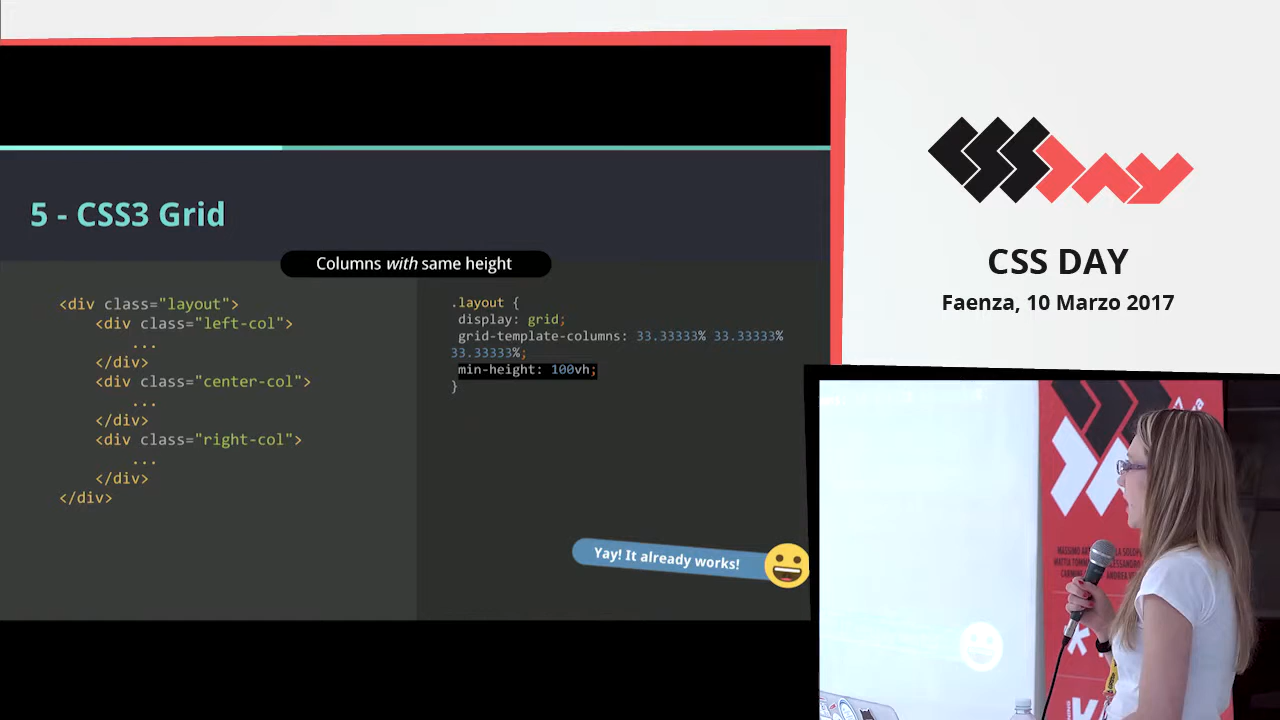 5 - CSS3 Grid
Columns with same height
<div class="layout">
<div class="left-col">
...
</div>
<div class="center-col">
...
</div>
<div class="right-col">
...
</div>
</div>
.layout {
display: grid;
grid-template-columns: 33.33333% 33.33333%
33.33333%;
min-height: 100vh;
}
Yay! It already works!
CSS DAY
CSS DAY
Faenza, 10 Marzo 2017